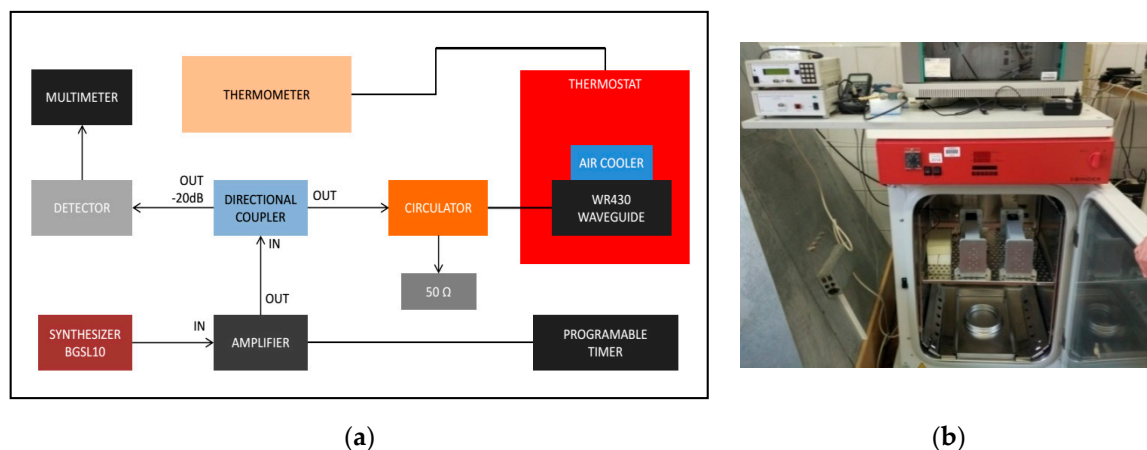 THERMOMETER
THERMOSTAT
MULTIMETER
AIR COOLER
DETECTOR
OUT
-20dB
DIRECTIONAL
COUPLER
OUT
CIRCULATOR
WR430
WAVEGUIDE
IN
50 Ω
OUT
SYNTHESIZER
BGSL10
IN
AMPLIFIER
PROGRAMABLE
TIMER
(a)
(b)